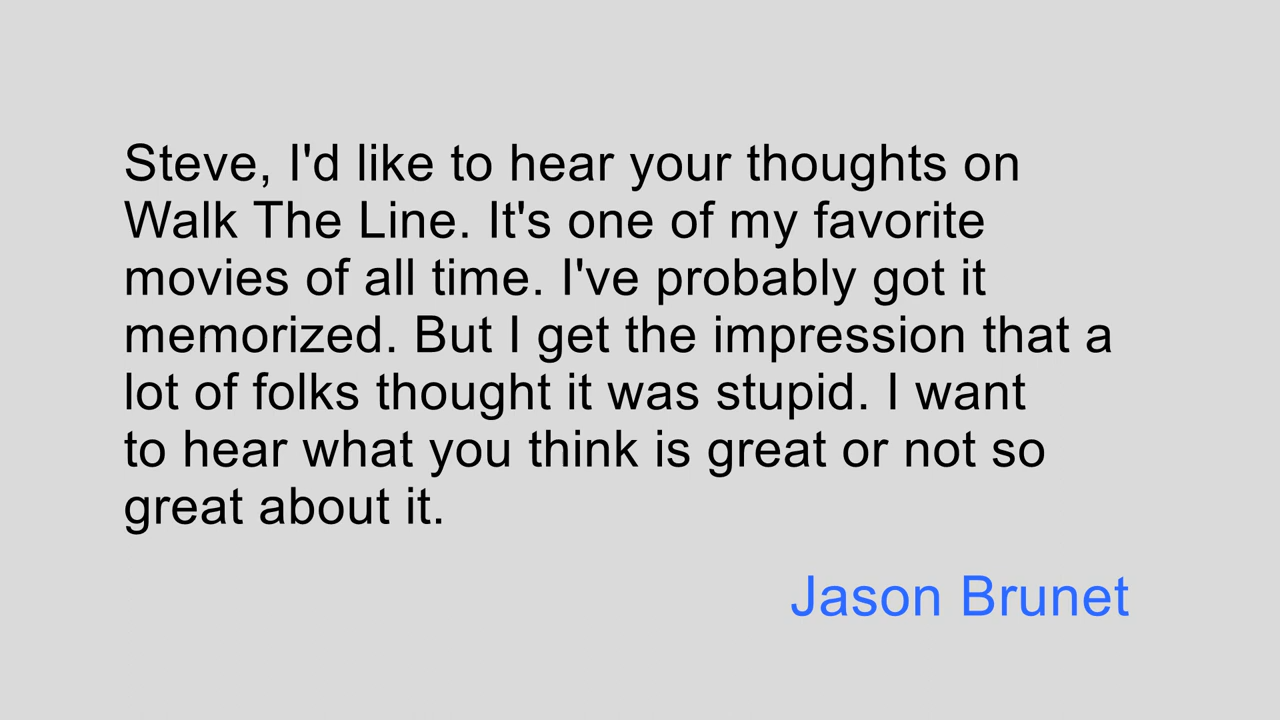 Steve, I'd like to hear your thoughts on
Walk The Line. It's one of my favorite
movies of all time. I've probably got it
memorized. But I get the impression that a
lot of folks thought it was stupid. I want
to hear what you think is great or not so
great about it.
Jason Brunet